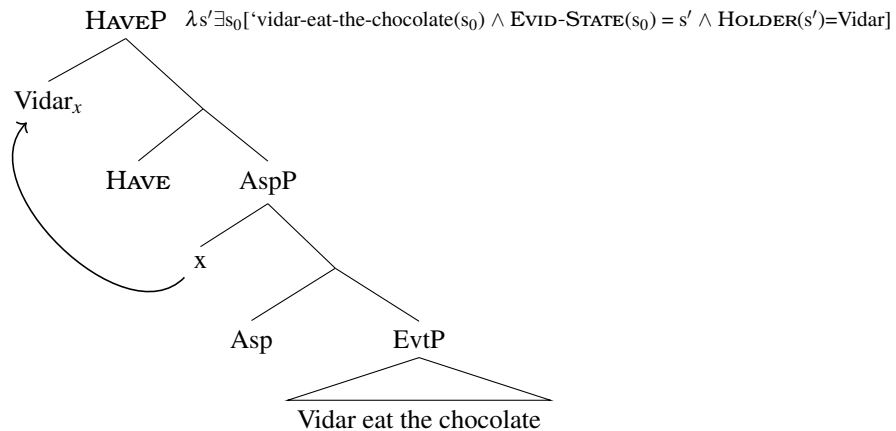 HAVEP λs′∃s₀[‘vidar-eat-the-chocolate(s₀) ∧ EVID-STATE(s₀) = s′ ∧ HOLDER(s′)=Vidar]
Vidarₓ
HAVE AspP
x
Asp EvtP
Vidar eat the chocolate